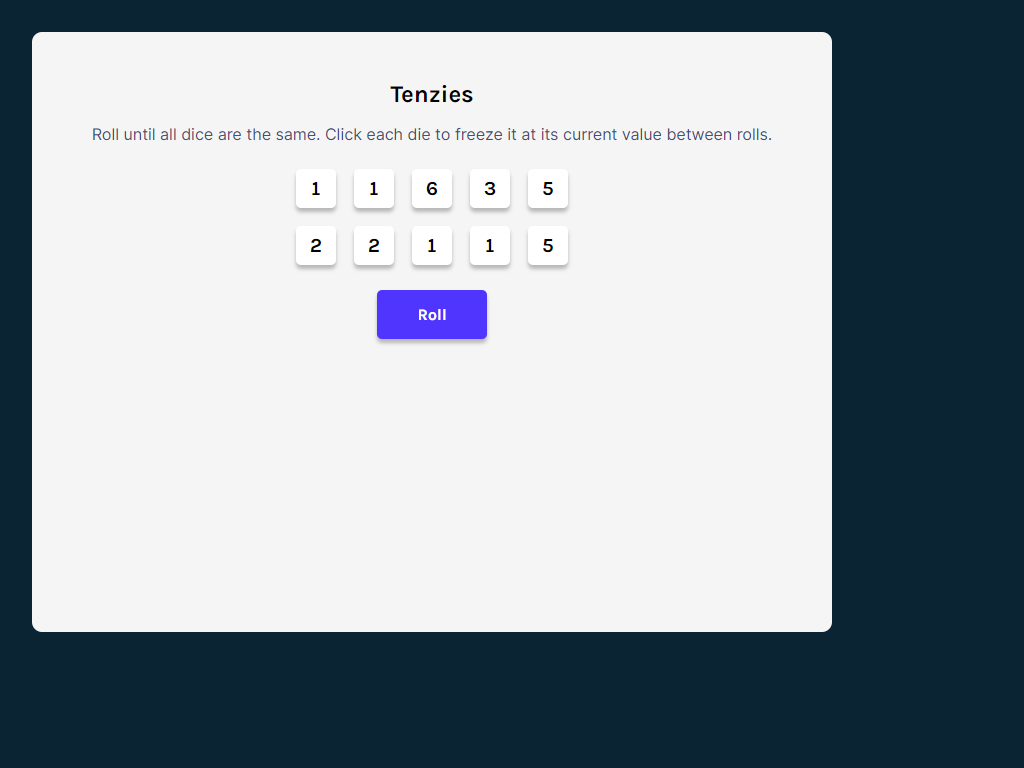 Tenzies
Roll until all dice are the same. Click each die to freeze it at its current value between rolls.
1 1 6 3 5
2 2 1 1 5
Roll